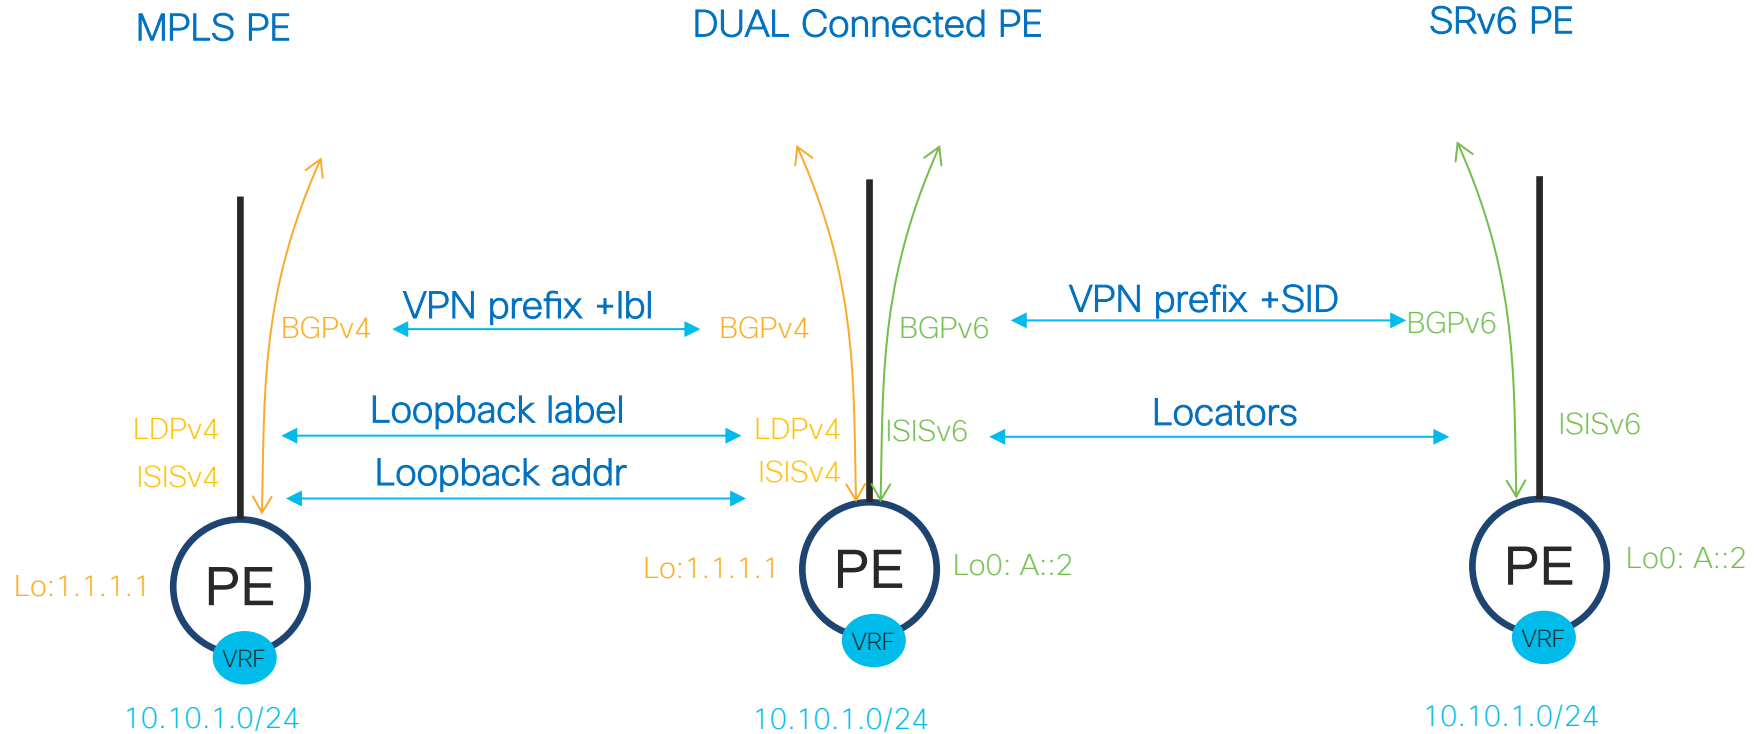 MPLS PE
DUAL Connected PE
SRv6 PE
VPN prefix +lbl
VPN prefix +SID
BGPv4
BGPv4
BGPv6
BGPv6
Loopback label
Locators
LDPv4
LDPv4
ISISv6
ISISv6
Loopback addr
ISISv4
ISISv4
Lo:1.1.1.1
PE
Lo:1.1.1.1
PE
Lo0: A::2
PE
Lo0: A::2
VRF
VRF
VRF
10.10.1.0/24
10.10.1.0/24
10.10.1.0/24